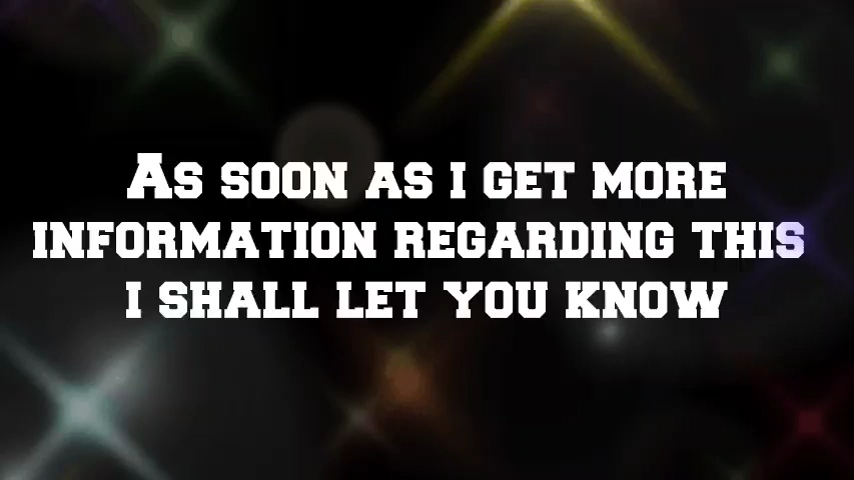 As soon as i get more
information regarding this
i shall let you know